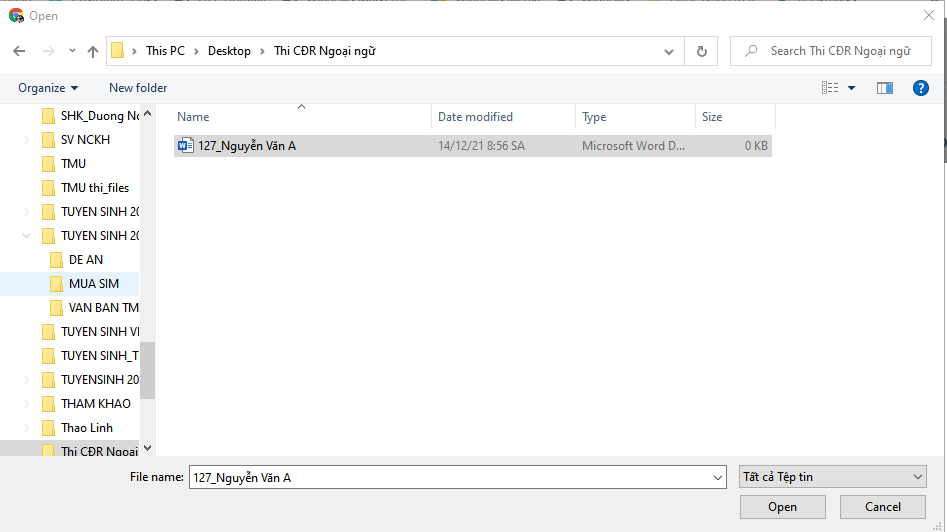 Open
This PC > Desktop > Thi CĐR Ngoại ngữ
Search Thi CĐR Ngoại ngữ
Organize
New folder
Name
Date modified
Type
Size
127_Nguyễn Văn A
14/12/21 8:56 SA
Microsoft Word D...
0 KB
SHK_Duong No
SV NCKH
TMU
TMU thi_files
TUYEN SINH 20
TUYEN SINH 20
DE AN
MUA SIM
VAN BAN TM
TUYEN SINH VI
TUYEN SINH_T
TUYENSINH 20
THAM KHAO
Thao Linh
Thi CĐR Ngoai
File name: 127_Nguyễn Văn A
Tất cả Tệp tin
Open
Cancel